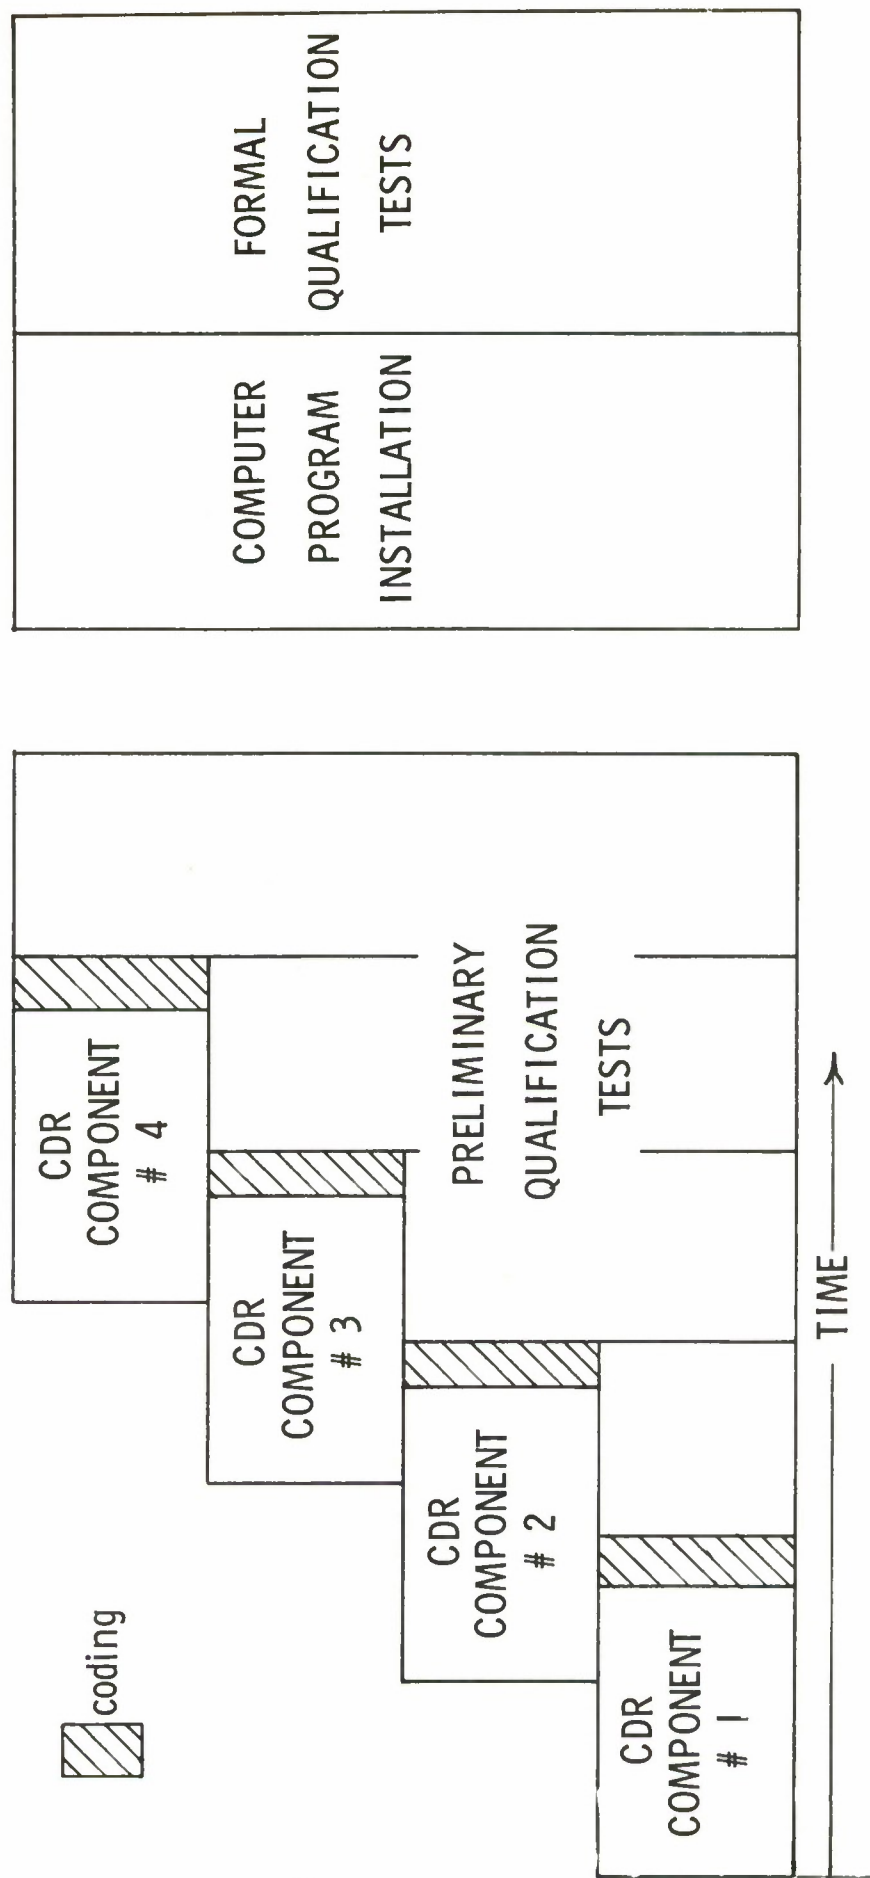 coding
CDR
COMPONENT
# 1
CDR
COMPONENT
# 2
CDR
COMPONENT
# 3
CDR
COMPONENT
# 4
PRELIMINARY
QUALIFICATION
TESTS
COMPUTER
PROGRAM
INSTALLATION
FORMAL
QUALIFICATION
TESTS
TIME